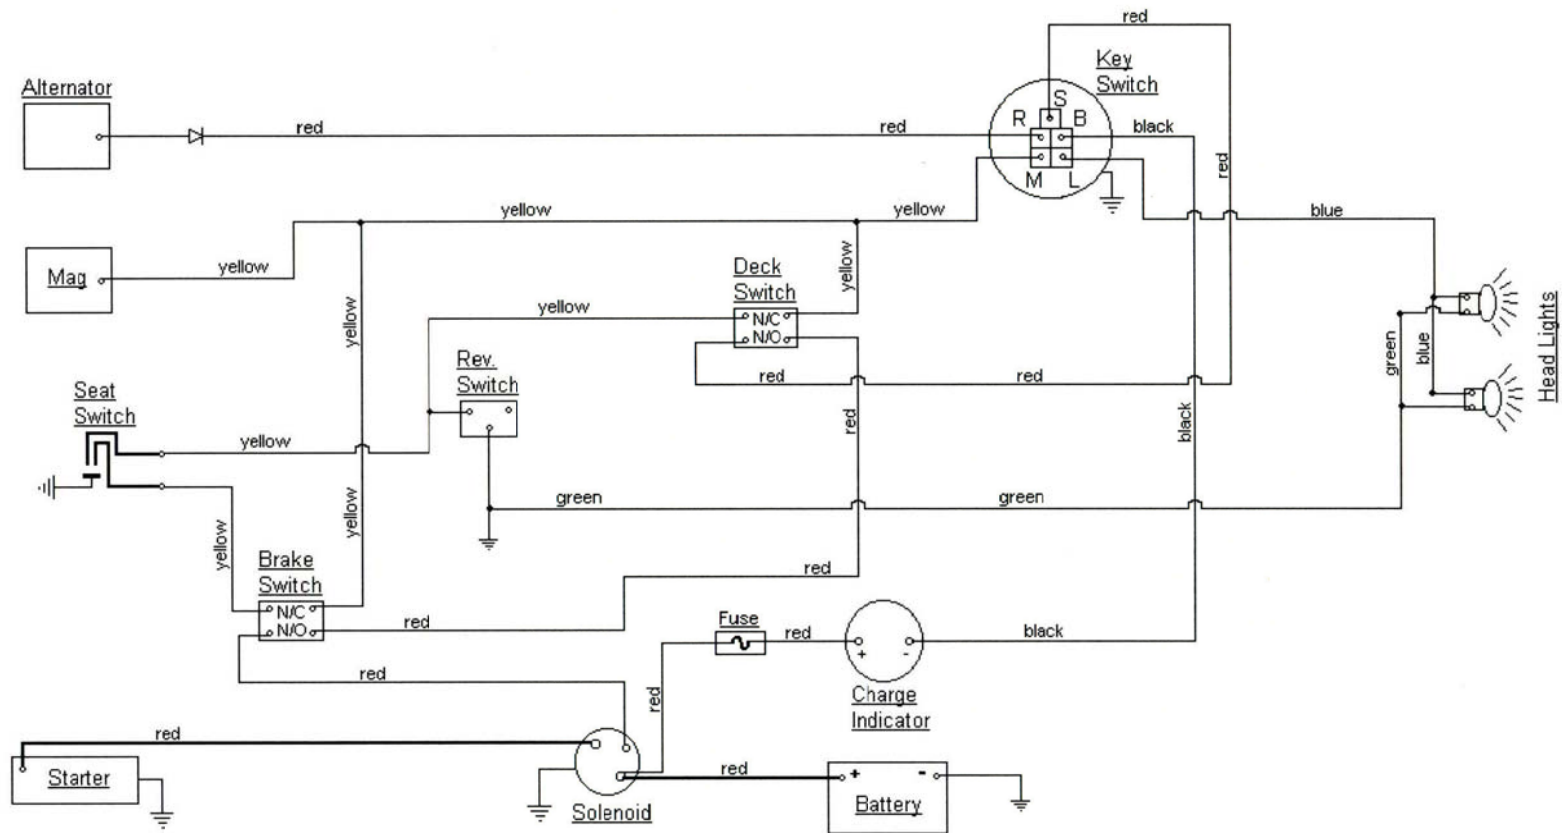 red
Key
Switch
Alternator
S
R
B
red
red
black
red
M
L
yellow
yellow
blue
Mag
yellow
Deck
Switch
yellow
yellow
N/C
N/O
yellow
Head Lights
green
blue
Rev.
Switch
red
red
Seat
Switch
red
black
yellow
green
green
yellow
yellow
Brake
Switch
red
N/C
N/O
red
Fuse
red
+
-
black
red
red
Charge
Indicator
red
Starter
Solenoid
red
+
-
Battery